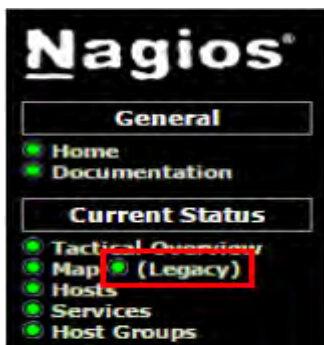 Nagios®
General
Home
Documentation
Current Status
Tactical Overview
Map (Legacy)
Hosts
Services
Host Groups